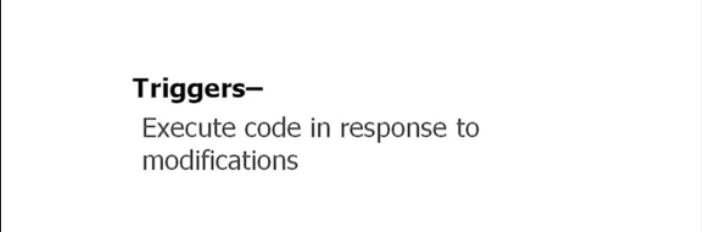 Triggers–
Execute code in response to
modifications